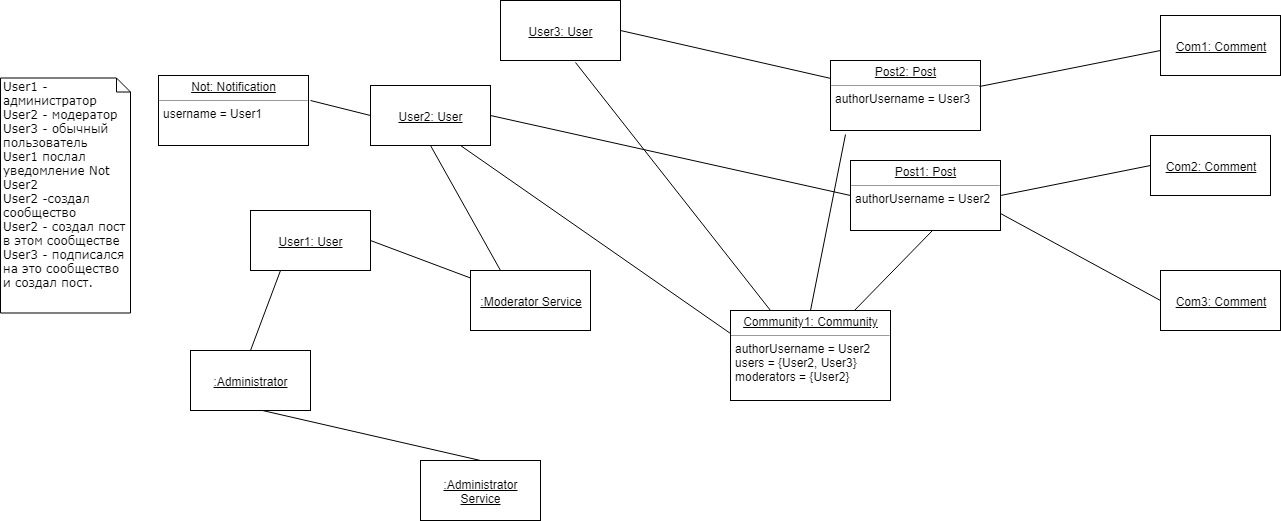 User1 -
администратор
User2 - модератор
User3 - обычный
пользователь
User1 послал
уведомление Not
User2
User2 -создал
сообщество
User2 - создал пост
в этом сообществе
User3 - подписался
на это сообщество
и создал пост.
Not: Notification
username = User1
User2: User
User3: User
Post2: Post
authorUsername = User3
Com1: Comment
Post1: Post
authorUsername = User2
Com2: Comment
User1: User
:Moderator Service
Com3: Comment
Community1: Community
authorUsername = User2
users = {User2, User3}
moderators = {User2}
:Administrator
:Administrator
Service